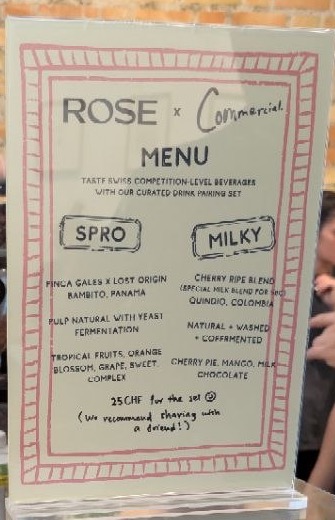 ROSE x Commercial.
MENU
TASTE SWISS COMPETITION-LEVEL BEVERAGES
WITH OUR CURATED DRINK PAIRING SET
SPRO
FINCA GALES X LOST ORIGIN
BAMBITO, PANAMA
PULP NATURAL WITH YEAST
FERMENTATION
TROPICAL FRUITS, ORANGE
BLOSSOM, GRAPE, SWEET,
COMPLEX
MILKY
CHERRY RIPE BLEND
(SPECIAL MILK BLEND FOR SBC)
QUINDIO, COLOMBIA
NATURAL + WASHED
+ COFFRMENTED
CHERRY PIE, MANGO, MILK
CHOCOLATE
25CHF for the set ☺
(We recommend sharing with
a friend!)